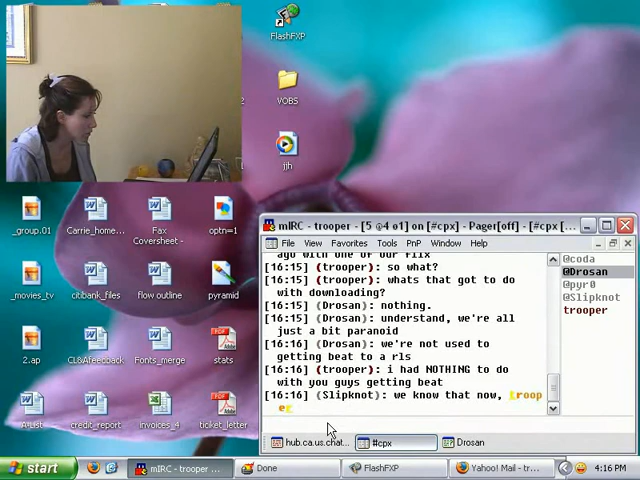 FlashFXP
VOBS
jjh
_group.01
Carrie_home...
Fax
Coversheet -
optn=1
_movies_tv
citibank_files
flow outline
pyramid
2.ap
CL&Afeedback
Fonts_merge
stats
A-List
credit_report
invoices_4
ticket_letter
mIRC - trooper - [5 @4 ø1] on [#cpx] - Pager[off] - [#cpx [...
File View Favorites Tools PnP Window Help
ago with one of our flix
[16:15] (trooper): so what?
[16:15] (trooper): whats that got to do
with downloading?
[16:15] (Drosan): nothing.
[16:15] (Drosan): understand, we're all
just a bit paranoid
[16:16] (Drosan): we're not used to
getting beat to a rls
[16:16] (trooper): i had NOTHING to do
with you guys getting beat
[16:16] (Slipknot): we know that now, troop
er
@coda
@Drosan
@pyr0
@Slipknot
trooper
hub.ca.us.chat...
#cpx
Drosan
start
mIRC - trooper ...
Done
FlashFXP
Yahoo! Mail - tr...
4:16 PM